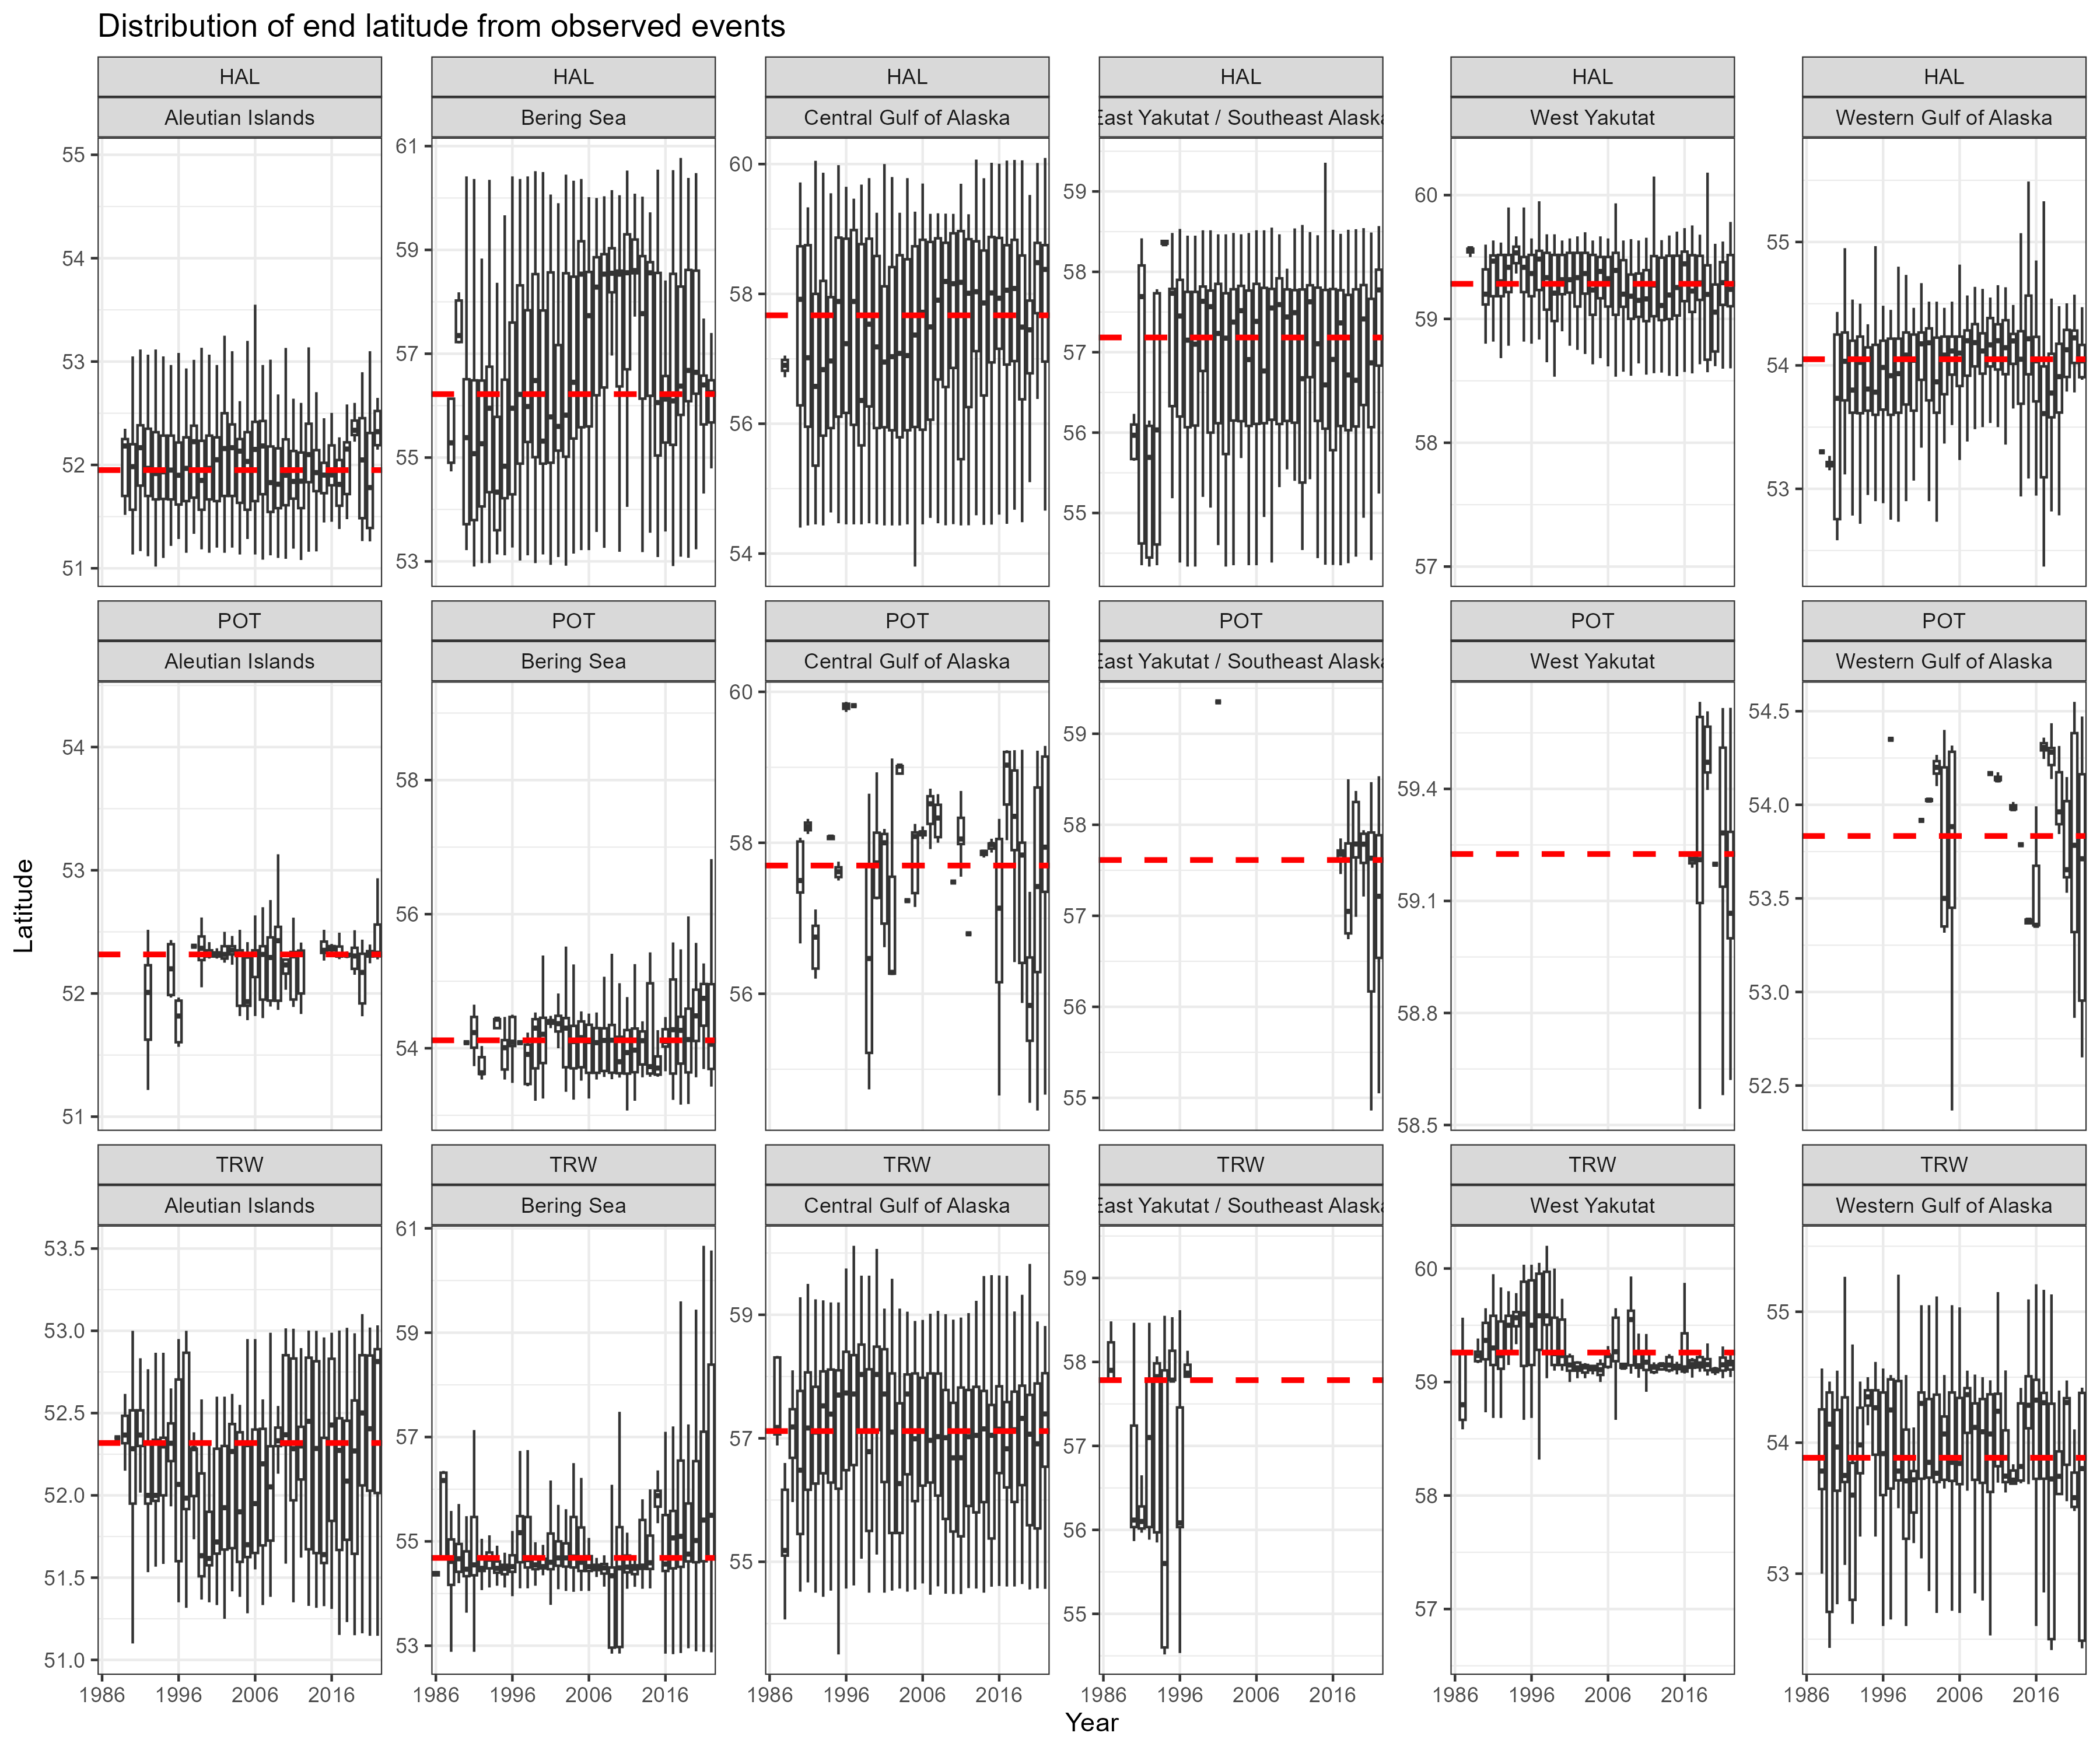 Distribution of end latitude from observed events
HAL HAL HAL HAL HAL HAL
Aleutian Islands Bering Sea Central Gulf of Alaska East Yakutat / Southeast Alaska West Yakutat Western Gulf of Alaska
55 54 53 52 51
61 59 57 55 53
60 58 56 54
59 58 57 56 55
60 59 58 57
55 54 53
POT POT POT POT POT POT
Aleutian Islands Bering Sea Central Gulf of Alaska East Yakutat / Southeast Alaska West Yakutat Western Gulf of Alaska
54 53 52 51
58 56 54
60 58 56
59 58 57 56 55
59.4 59.1 58.8 58.5
54.5 54.0 53.5 53.0 52.5
TRW TRW TRW TRW TRW TRW
Aleutian Islands Bering Sea Central Gulf of Alaska East Yakutat / Southeast Alaska West Yakutat Western Gulf of Alaska
53.5 53.0 52.5 52.0 51.5 51.0
61 59 57 55 53
59 57 55
59 58 57 56 55
60 59 58 57
55 54 53
1986 1996 2006 2016 1986 1996 2006 2016 1986 1996 2006 2016 1986 1996 2006 2016 1986 1996 2006 2016 1986 1996 2006 2016
Year
Latitude